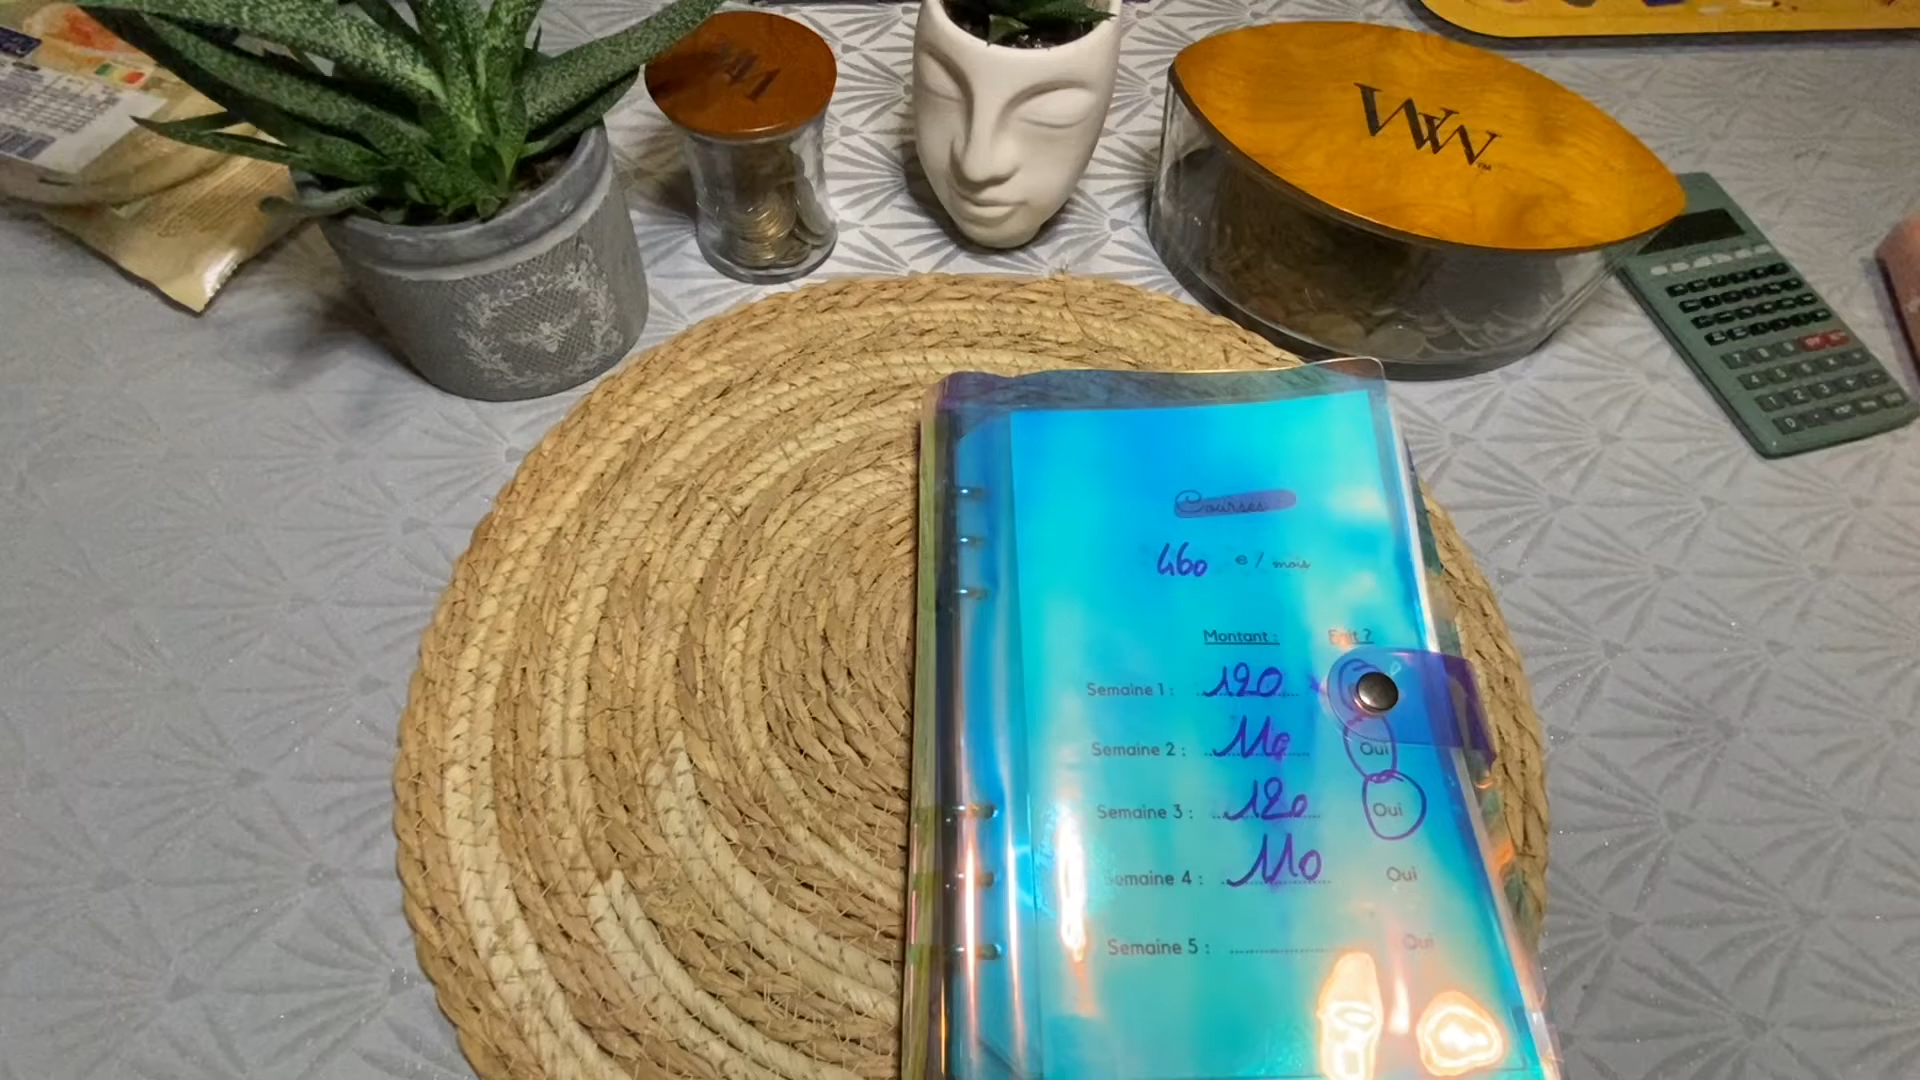 WW™
Courses
460 € / mois
Montant : Fait ?
Semaine 1 : 120
Semaine 2 : 110 Oui
Semaine 3 : 120 Oui
Semaine 4 : 110 Oui
Semaine 5 : Oui